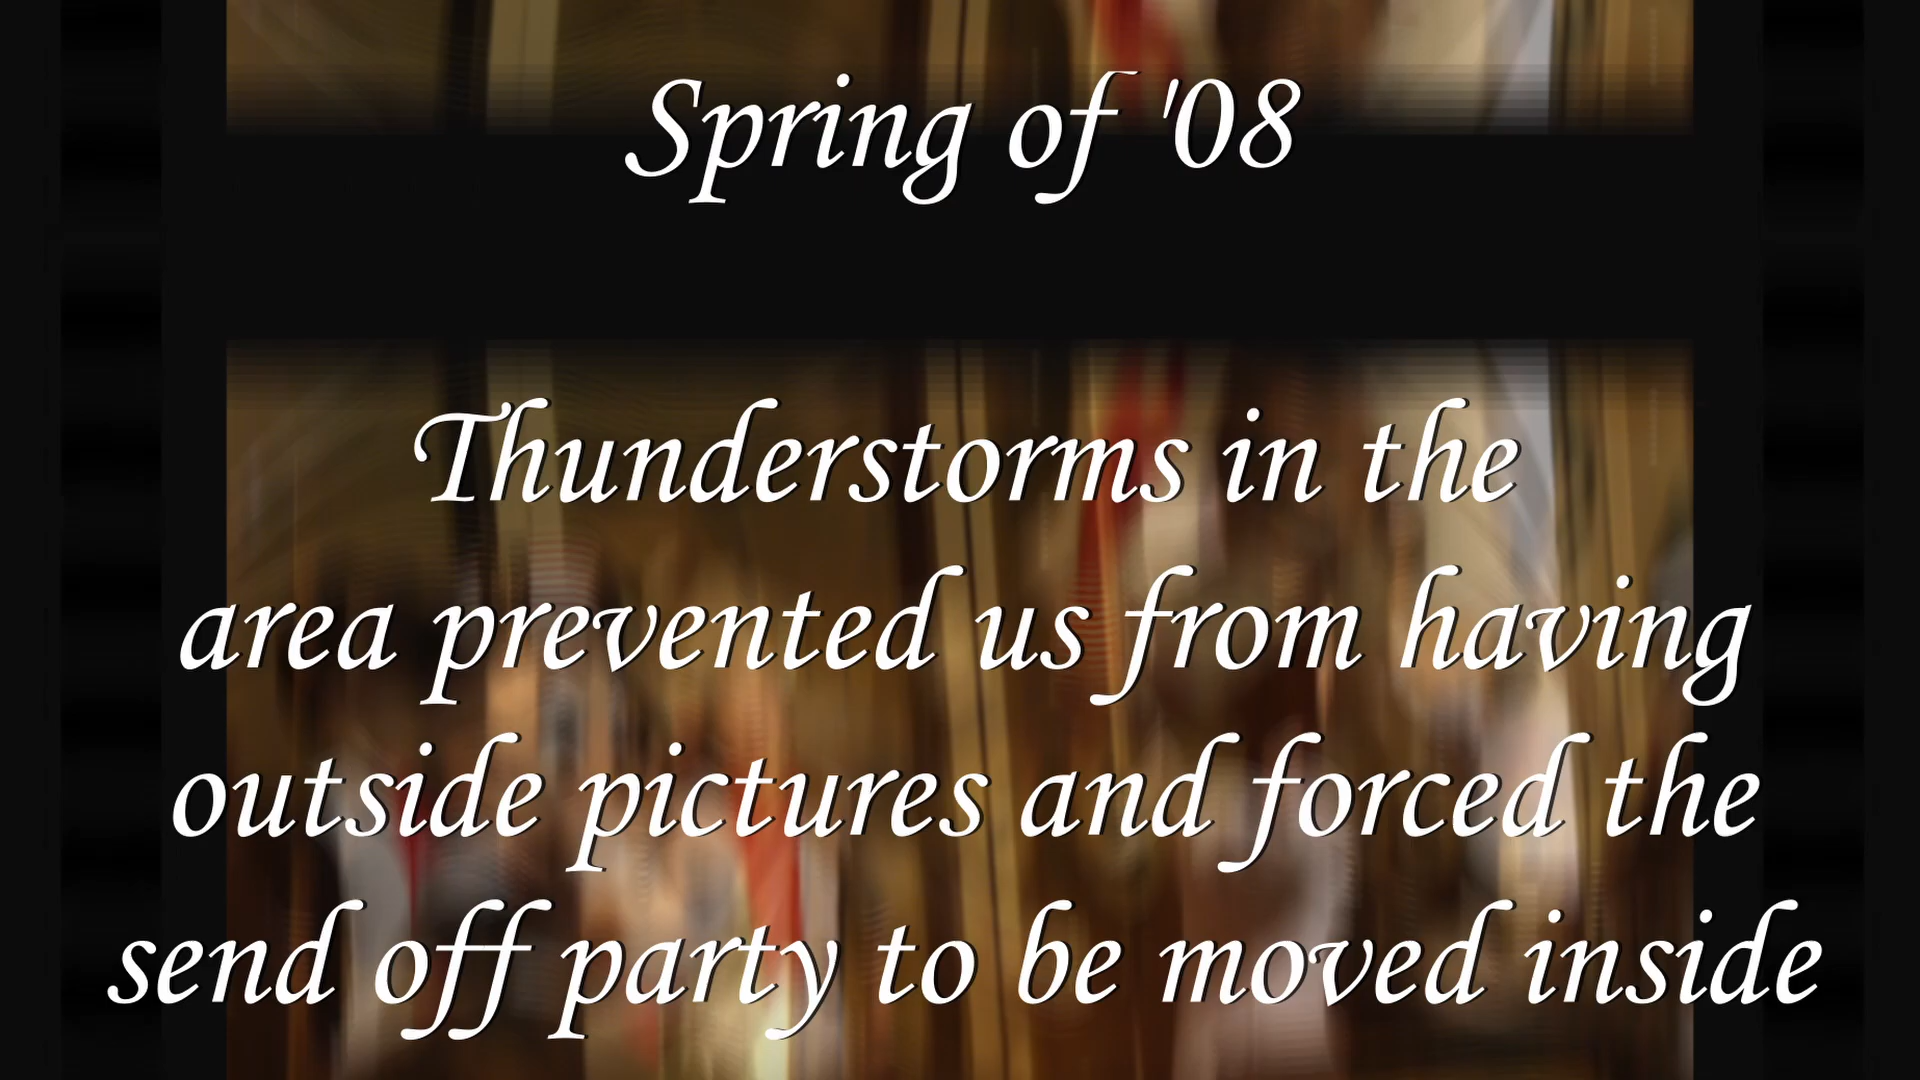 Spring of '08
Thunderstorms in the
area prevented us from having
outside pictures and forced the
send off party to be moved inside